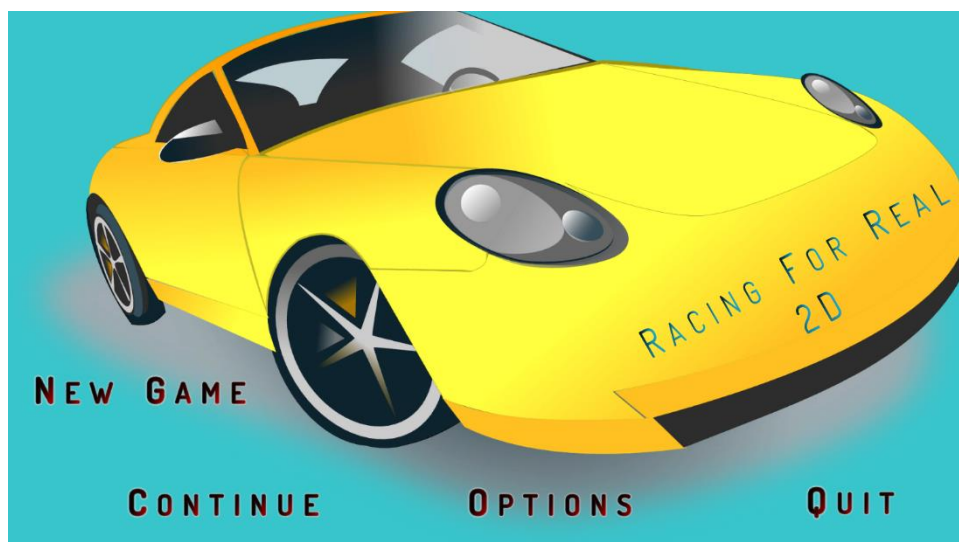 Racing For Real
2D
New Game
Continue
Options
Quit